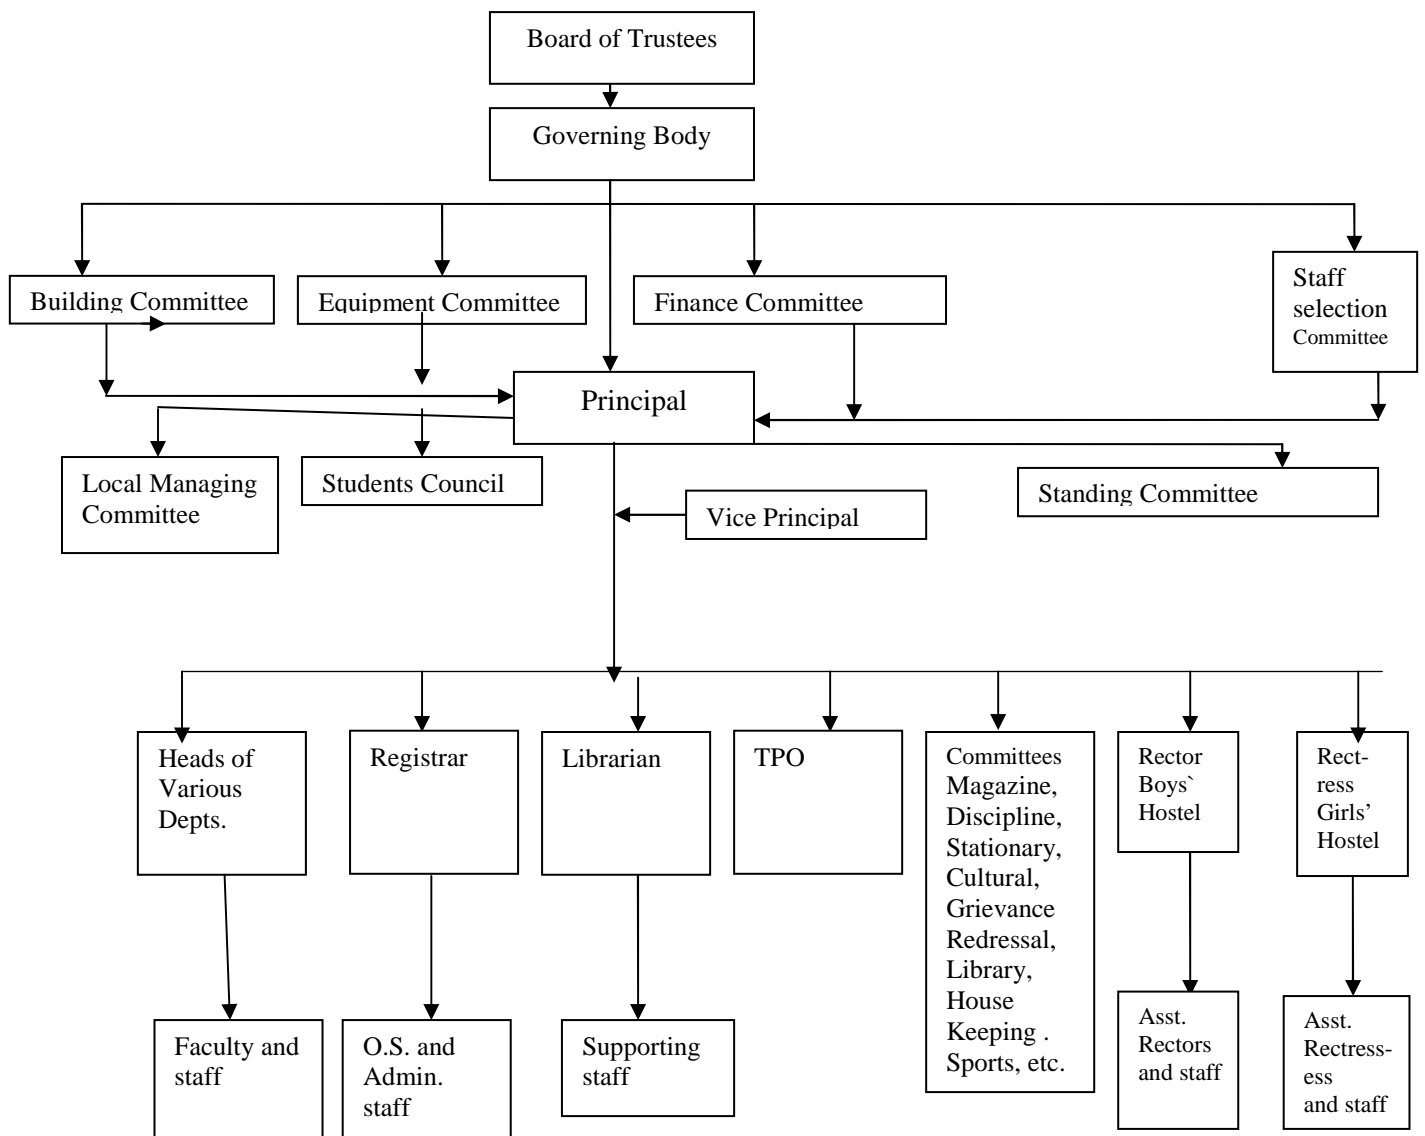 Board of Trustees
Governing Body
Building Committee
Equipment Committee
Finance Committee
Staff
selection
Committee
Principal
Local Managing
Committee
Students Council
Standing Committee
Vice Principal
Heads of
Various
Depts.
Registrar
Librarian
TPO
Committees
Magazine,
Discipline,
Stationary,
Cultural,
Grievance
Redressal,
Library,
House
Keeping .
Sports, etc.
Rector
Boys`
Hostel
Rect-
ress
Girls’
Hostel
Faculty and
staff
O.S. and
Admin.
staff
Supporting
staff
Asst.
Rectors
and staff
Asst.
Rectress-
ess
and staff